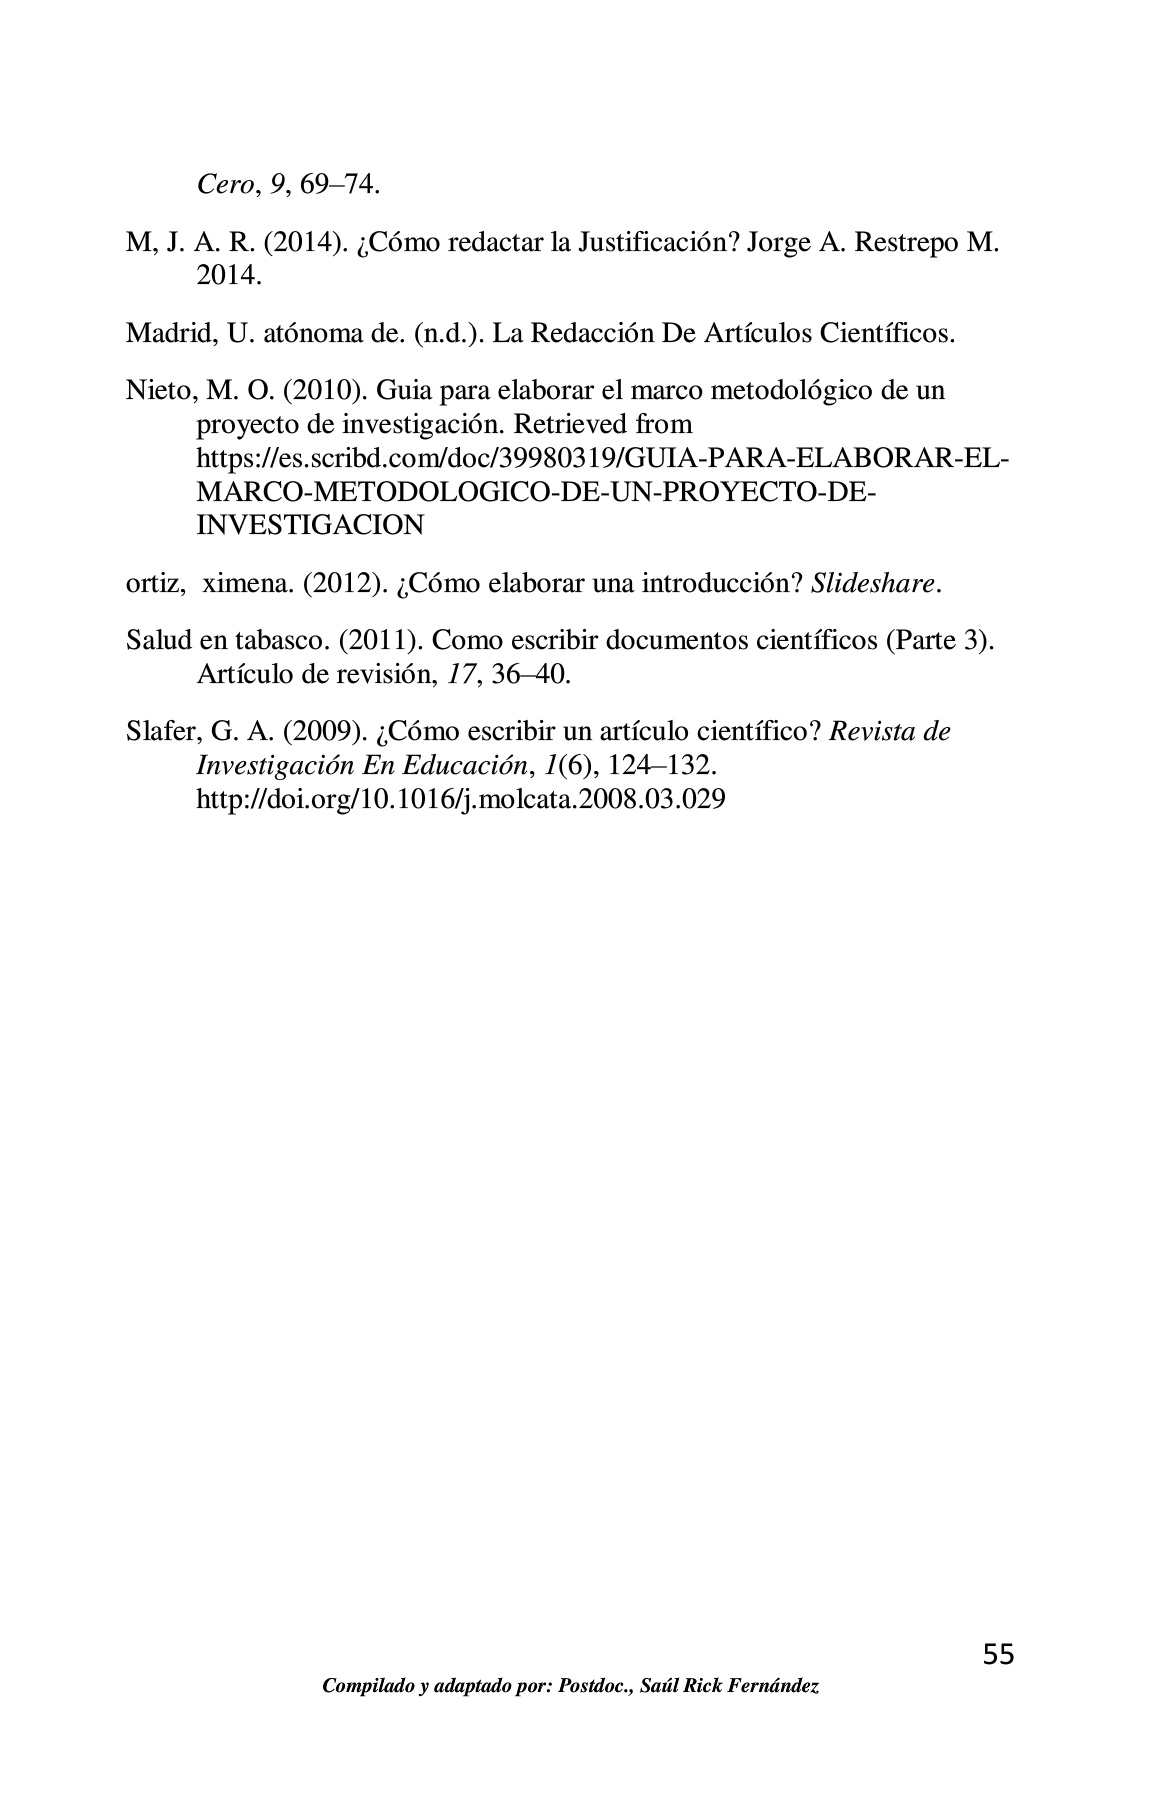 Cero, 9, 69–74.
M, J. A. R. (2014). ¿Cómo redactar la Justificación? Jorge A. Restrepo M.
2014.
Madrid, U. atónoma de. (n.d.). La Redacción De Artículos Científicos.
Nieto, M. O. (2010). Guia para elaborar el marco metodológico de un
proyecto de investigación. Retrieved from
https://es.scribd.com/doc/39980319/GUIA-PARA-ELABORAR-EL-
MARCO-METODOLOGICO-DE-UN-PROYECTO-DE-
INVESTIGACION
ortiz,  ximena. (2012). ¿Cómo elaborar una introducción? Slideshare.
Salud en tabasco. (2011). Como escribir documentos científicos (Parte 3).
Artículo de revisión, 17, 36–40.
Slafer, G. A. (2009). ¿Cómo escribir un artículo científico? Revista de
Investigación En Educación, 1(6), 124–132.
http://doi.org/10.1016/j.molcata.2008.03.029
55
Compilado y adaptado por: Postdoc., Saúl Rick Fernández